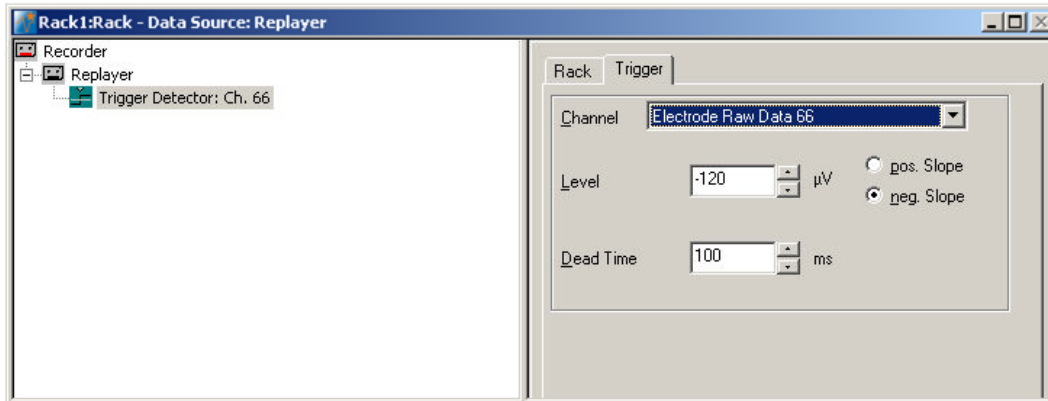 Rack1:Rack - Data Source: Replayer
Recorder
Replayer
Trigger Detector: Ch. 66
Rack Trigger
Channel Electrode Raw Data 66
Level -120 µV
pos. Slope
neg. Slope
Dead Time 100 ms